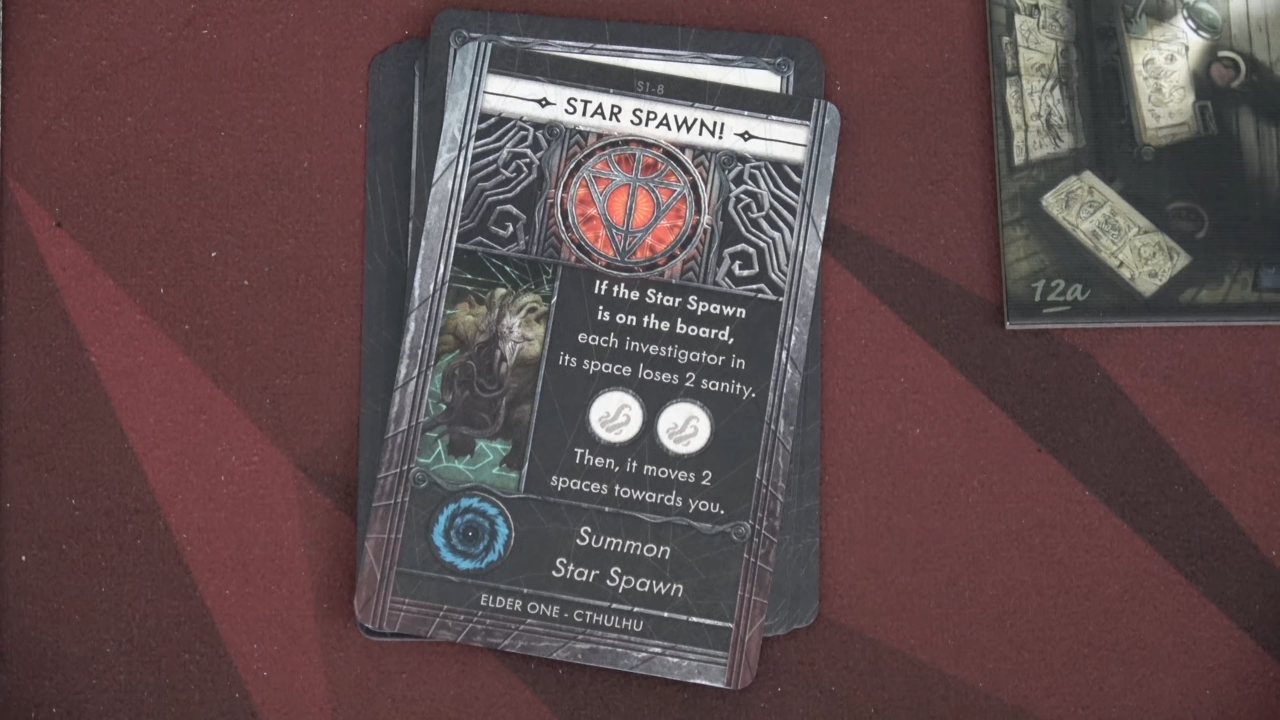 S1-8
STAR SPAWN!
If the Star Spawn
is on the board,
each investigator in
its space loses 2 sanity.
Then, it moves 2
spaces towards you.
Summon
Star Spawn
ELDER ONE - CTHULHU
12a